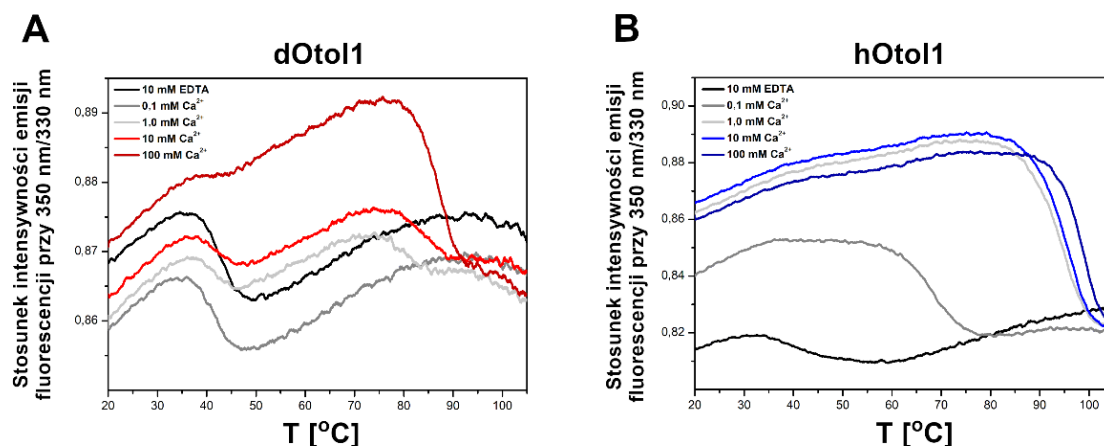 A
dOtol1
Stosunek intensywności emisji
fluorescencji przy 350 nm/330 nm
10 mM EDTA
0.1 mM Ca2+
1.0 mM Ca2+
10 mM Ca2+
100 mM Ca2+
0,89
0,88
0,87
0,86
20 30 40 50 60 70 80 90 100
T [°C]
B
hOtol1
Stosunek intensywności emisji
fluorescencji przy 350 nm/330 nm
10 mM EDTA
0.1 mM Ca2+
1.0 mM Ca2+
10 mM Ca2+
100 mM Ca2+
0,90
0,88
0,86
0,84
0,82
20 30 40 50 60 70 80 90 100
T [°C]